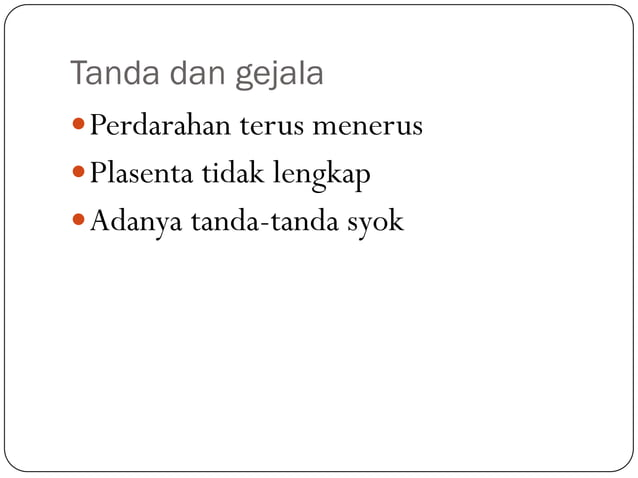 Tanda dan gejala
Perdarahan terus menerus
Plasenta tidak lengkap
Adanya tanda-tanda syok